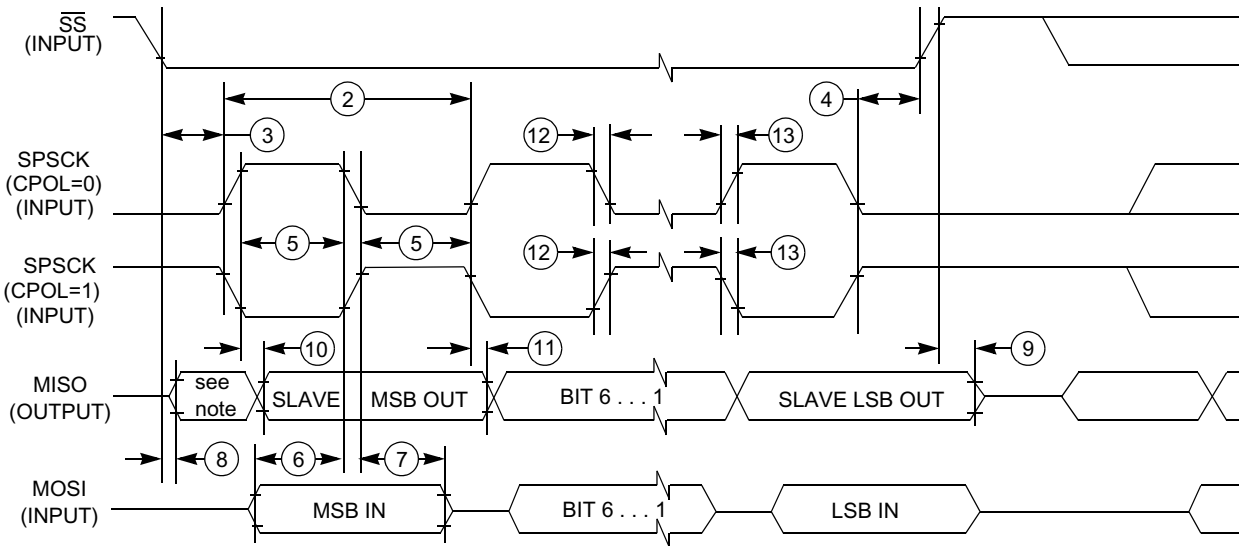 SS
(INPUT)
2
4
3
12
13
SPSCK
(CPOL=0)
(INPUT)
5
5
12
13
SPSCK
(CPOL=1)
(INPUT)
10
11
9
MISO
(OUTPUT)
see
note
SLAVE
MSB OUT
BIT 6 . . . 1
SLAVE LSB OUT
8
6
7
MOSI
(INPUT)
MSB IN
BIT 6 . . . 1
LSB IN